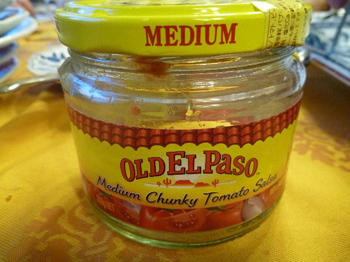 MEDIUM
OLD EL PASO
Medium Chunky Tomato Salsa